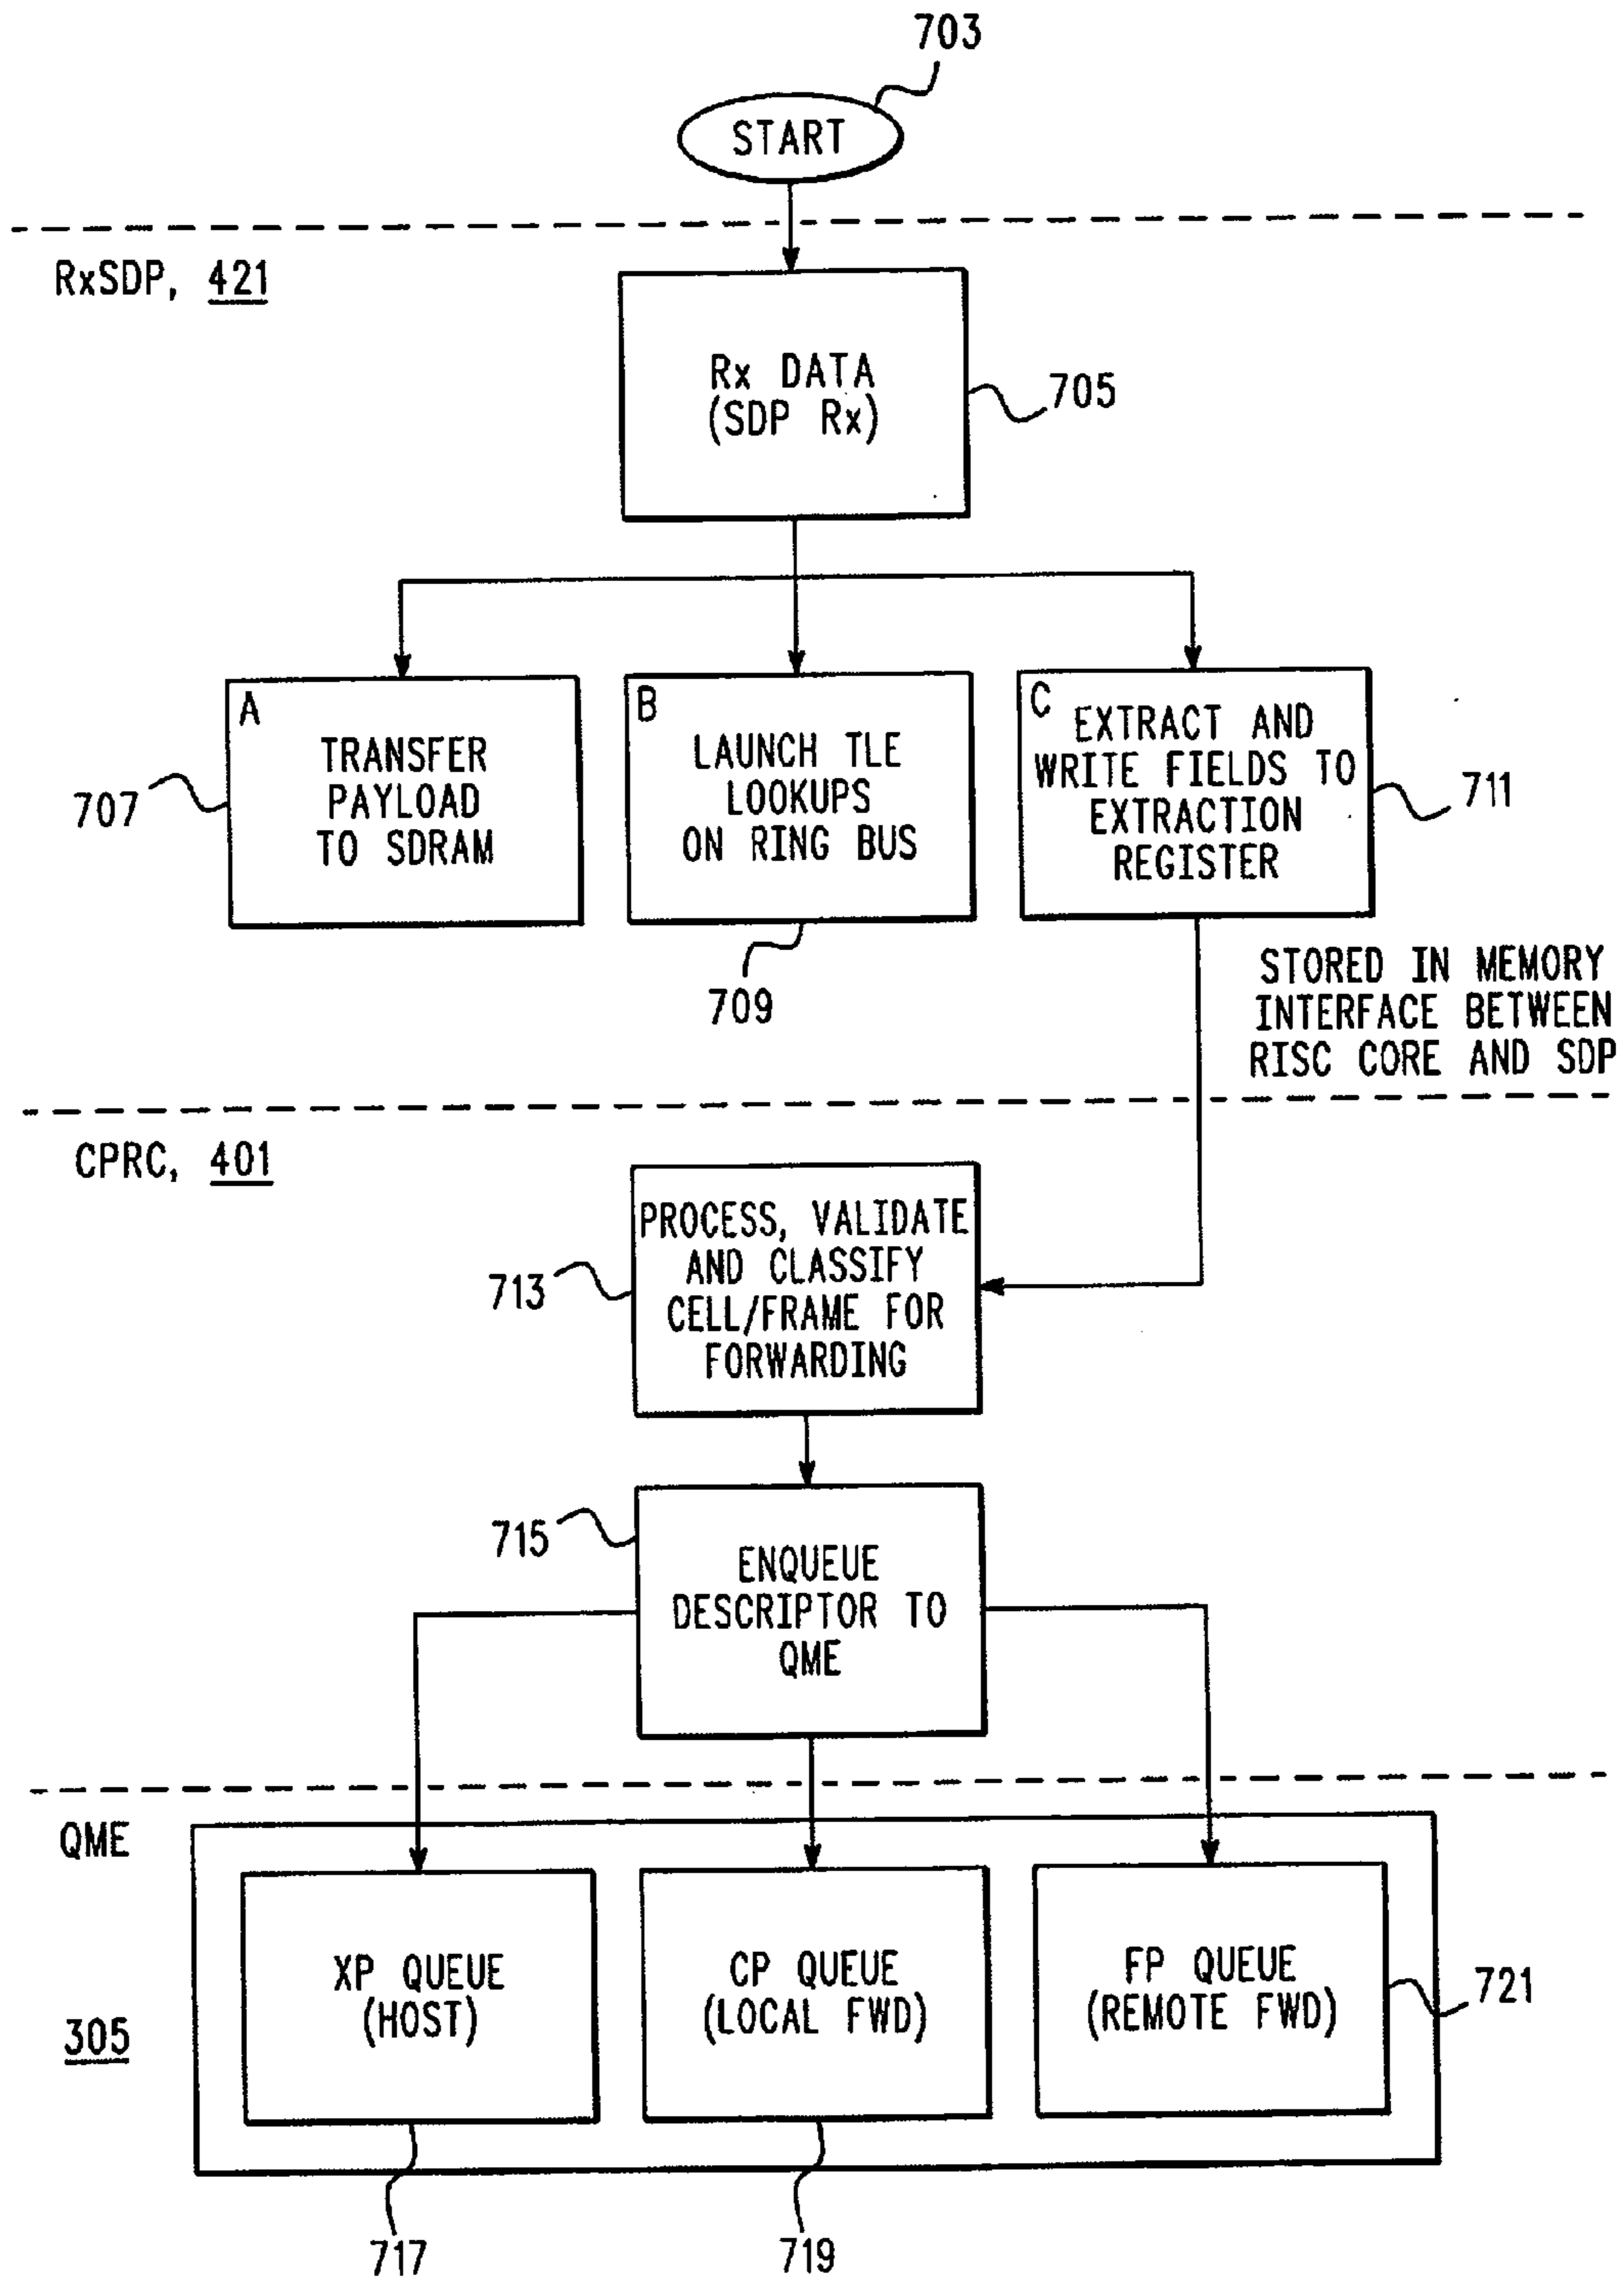 703
START
RxSDP, 421
Rx DATA
(SDP Rx)
705
A
TRANSFER
PAYLOAD
TO SDRAM
707
B
LAUNCH TLE
LOOKUPS
ON RING BUS
709
C
EXTRACT AND
WRITE FIELDS TO
EXTRACTION
REGISTER
711
STORED IN MEMORY
INTERFACE BETWEEN
RISC CORE AND SDP
CPRC, 401
PROCESS, VALIDATE
AND CLASSIFY
CELL/FRAME FOR
FORWARDING
713
715
ENQUEUE
DESCRIPTOR TO
QME
QME
305
XP QUEUE
(HOST)
CP QUEUE
(LOCAL FWD)
FP QUEUE
(REMOTE FWD)
721
717
719